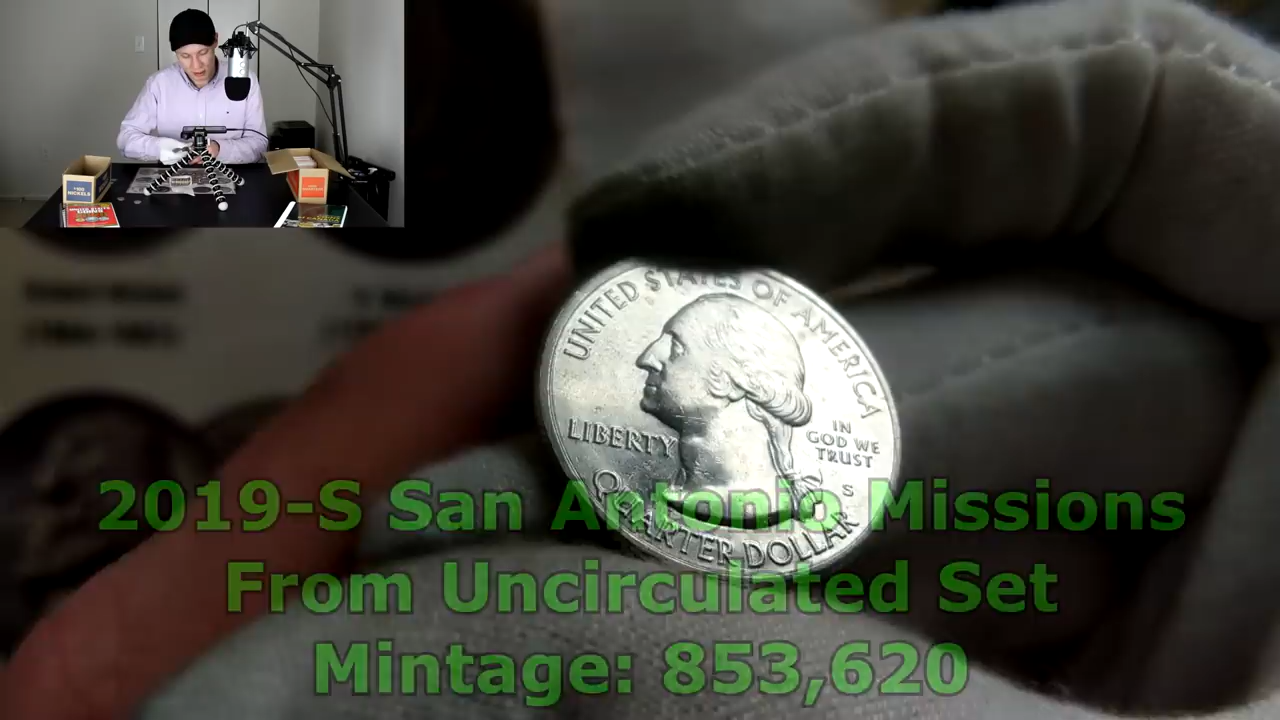 NICKELS
UNITED STATES OF AMERICA
LIBERTY
IN
GOD WE
TRUST
S
QUARTER DOLLAR
2019-S San Antonio Missions
From Uncirculated Set
Mintage: 853,620